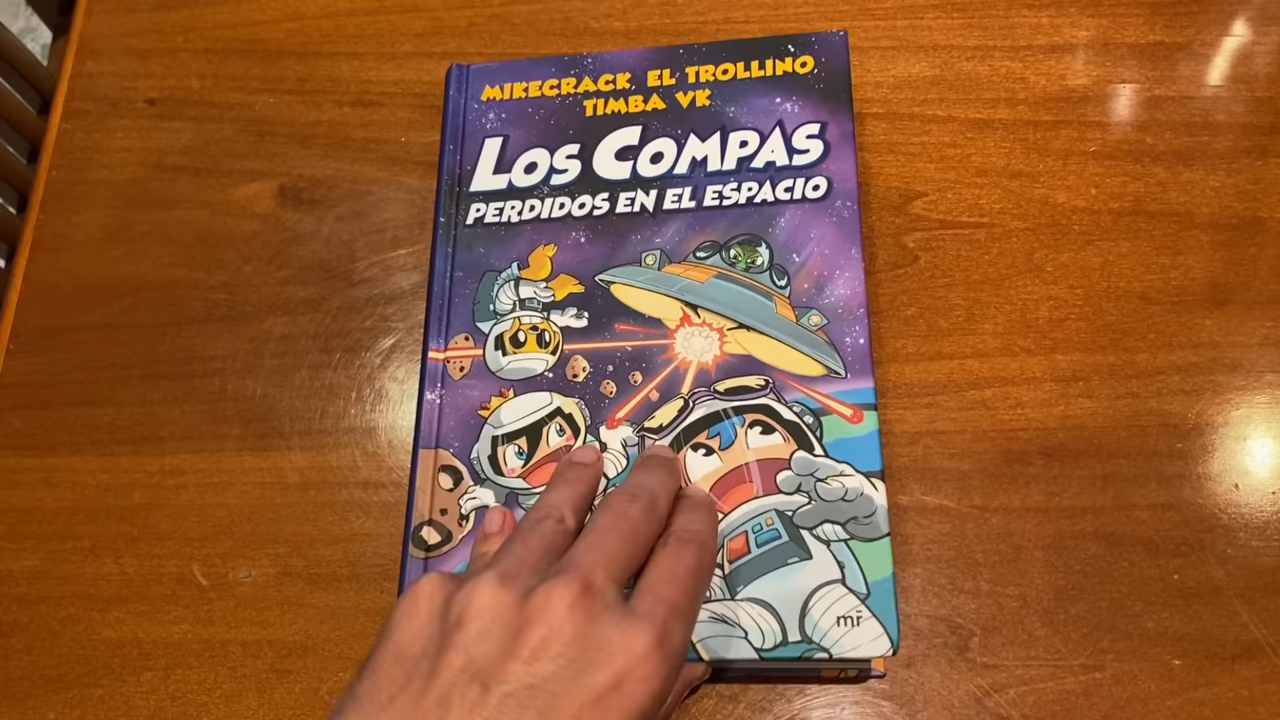 MIKECRACK, EL TROLLINO
TIMBA VK
LOS COMPAS
PERDIDOS EN EL ESPACIO
mr